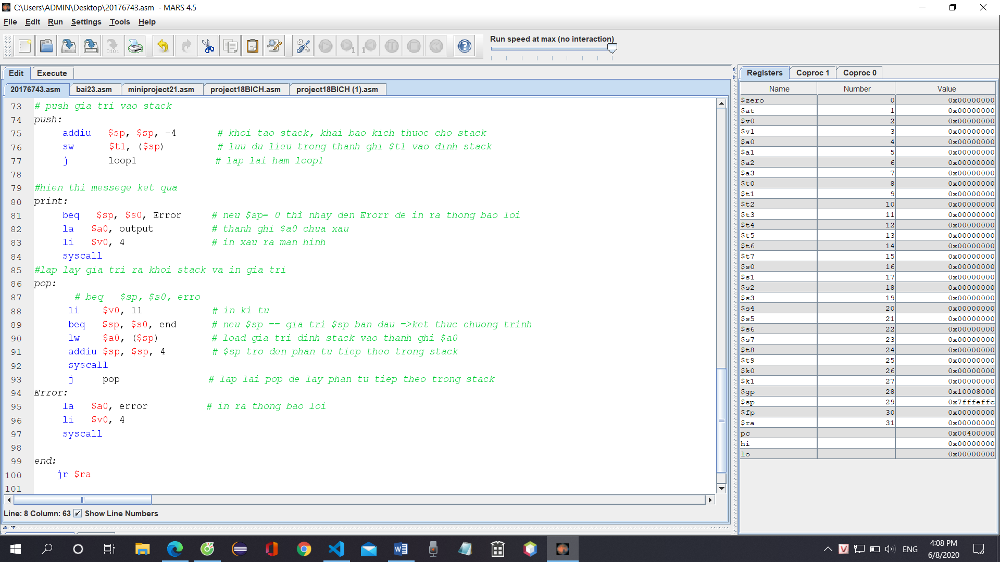 C:\Users\ADMIN\Desktop\20176743.asm - MARS 4.5
File Edit Run Settings Tools Help
Run speed at max (no interaction)
Edit Execute
20176743.asm bai23.asm miniproject21.asm project18BICH.asm project18BICH (1).asm
73 # push gia tri vao stack
74 push:
75 addiu $sp, $sp, -4 # khoi tao stack, khai bao kich thuoc cho stack
76 sw $t1, ($sp) # luu du lieu trong thanh ghi $t1 vao dinh stack
77 j loop1 # lap lai ham loop1
78
79 #hien thi messege ket qua
80 print:
81 beq $sp, $s0, Error # neu $sp= 0 thì nhay den Erorr de in ra thong bao loi
82 la $a0, output # thanh ghi $a0 chua xau
83 li $v0, 4 # in xau ra man hinh
84 syscall
85 #lap lay gia tri ra khoi stack va in gia tri
86 pop:
87 # beq $sp, $s0, erro
88 li $v0, 11 # in ki tu
89 beq $sp, $s0, end # neu $sp == gia tri $sp ban dau =>ket thuc chuong trinh
90 lw $a0, ($sp) # load gia tri dinh stack vao thanh ghi $a0
91 addiu $sp, $sp, 4 # $sp tro den phan tu tiep theo trong stack
92 syscall
93 j pop # lap lai pop de lay phan tu tiep theo trong stack
94 Error:
95 la $a0, error # in ra thong bao loi
96 li $v0, 4
97 syscall
98
99 end:
100 jr $ra
101
Line: 8 Column: 63 Show Line Numbers
Registers Coproc 1 Coproc 0
Name Number Value
$zero 0 0x00000000
$at 1 0x00000000
$v0 2 0x00000000
$v1 3 0x00000000
$a0 4 0x00000000
$a1 5 0x00000000
$a2 6 0x00000000
$a3 7 0x00000000
$t0 8 0x00000000
$t1 9 0x00000000
$t2 10 0x00000000
$t3 11 0x00000000
$t4 12 0x00000000
$t5 13 0x00000000
$t6 14 0x00000000
$t7 15 0x00000000
$s0 16 0x00000000
$s1 17 0x00000000
$s2 18 0x00000000
$s3 19 0x00000000
$s4 20 0x00000000
$s5 21 0x00000000
$s6 22 0x00000000
$s7 23 0x00000000
$t8 24 0x00000000
$t9 25 0x00000000
$k0 26 0x00000000
$k1 27 0x00000000
$gp 28 0x10008000
$sp 29 0x7fffeffc
$fp 30 0x00000000
$ra 31 0x00000000
pc 0x00400000
hi 0x00000000
lo 0x00000000
ENG
4:08 PM
6/8/2020